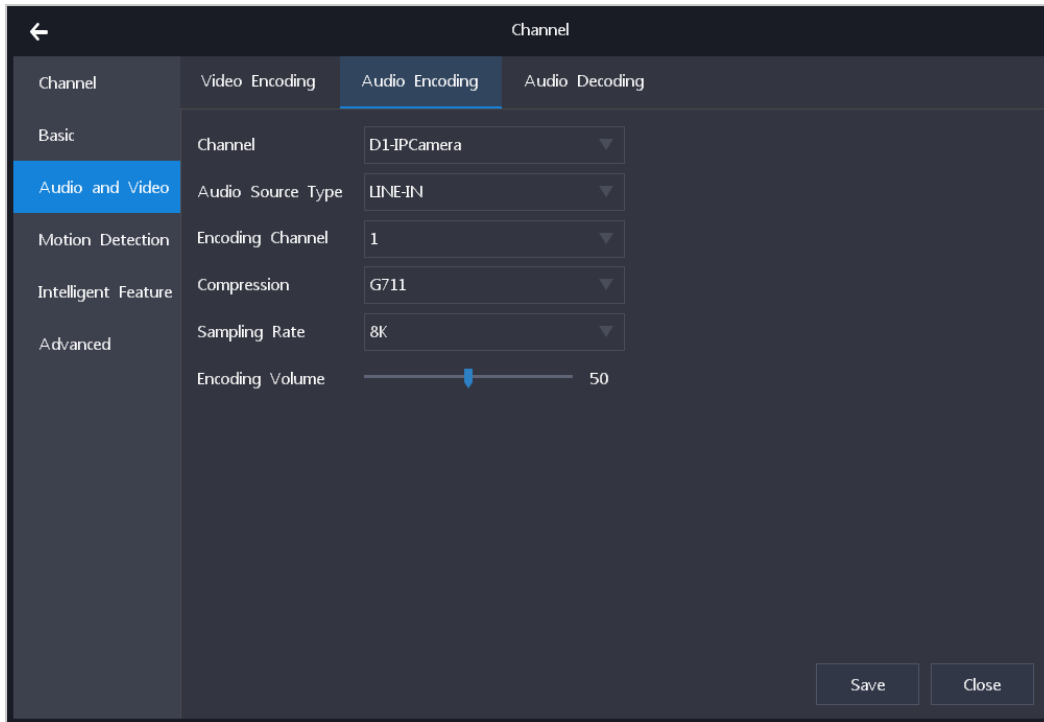 Channel
Channel
Basic
Audio and Video
Motion Detection
Intelligent Feature
Advanced
Video Encoding Audio Encoding Audio Decoding
Channel D1-IPCamera
Audio Source Type LINE-IN
Encoding Channel 1
Compression G711
Sampling Rate 8K
Encoding Volume 50
Save Close